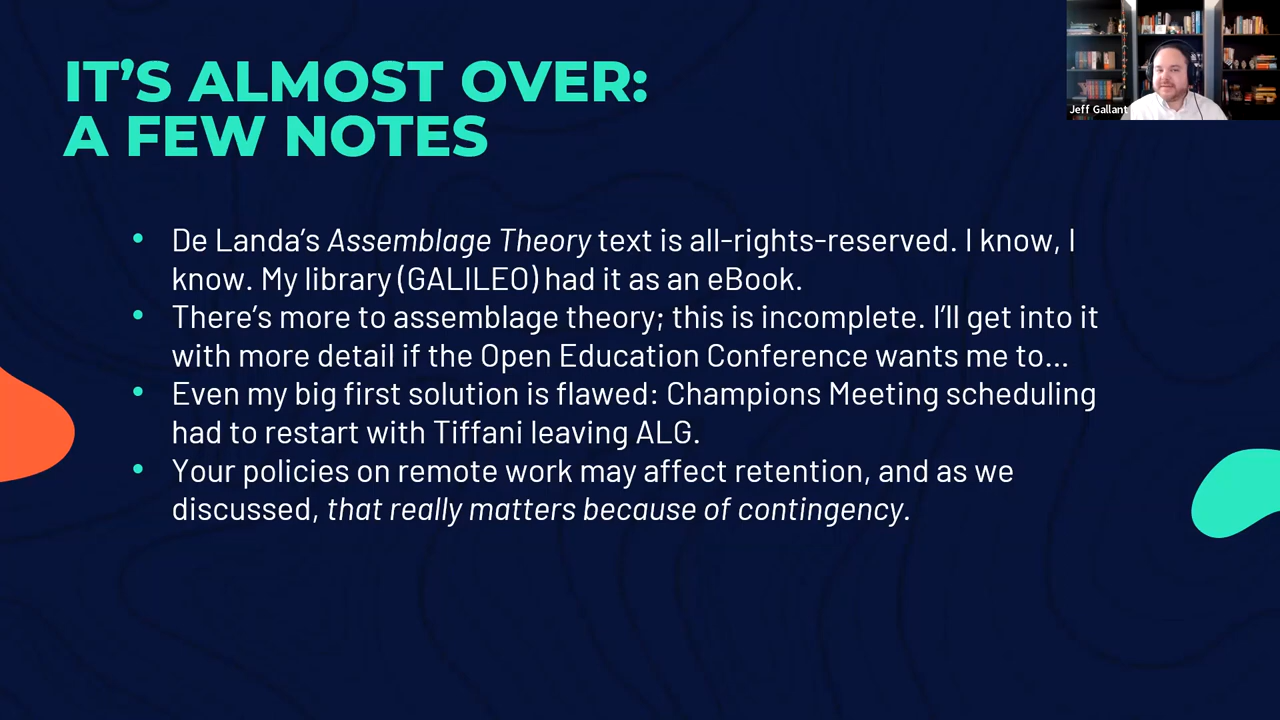 IT’S ALMOST OVER:
A FEW NOTES
Jeff Gallant
• De Landa’s Assemblage Theory text is all-rights-reserved. I know, I
know. My library (GALILEO) had it as an eBook.
• There’s more to assemblage theory; this is incomplete. I’ll get into it
with more detail if the Open Education Conference wants me to...
• Even my big first solution is flawed: Champions Meeting scheduling
had to restart with Tiffani leaving ALG.
• Your policies on remote work may affect retention, and as we
discussed, that really matters because of contingency.